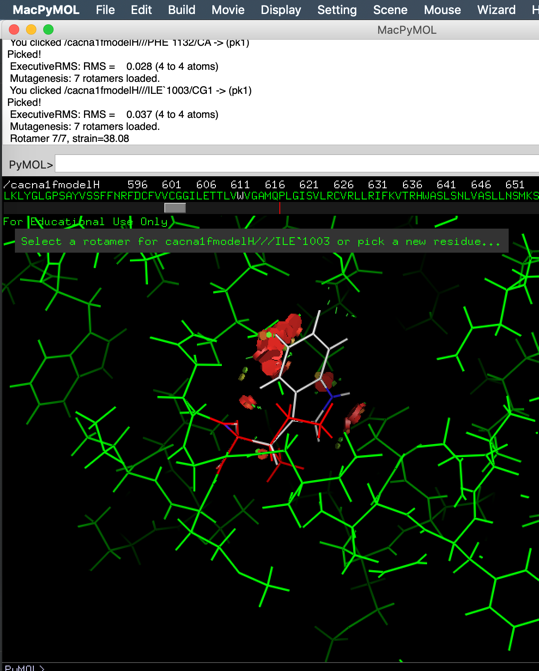 MacPyMOL File Edit Build Movie Display Setting Scene Mouse Wizard H
MacPyMOL
You clicked /cacna1fmodelH///PHE`1132/CA -> (pk1)
Picked!
ExecutiveRMS: RMS = 0.028 (4 to 4 atoms)
Mutagenesis: 7 rotamers loaded.
You clicked /cacna1fmodelH///ILE`1003/CG1 -> (pk1)
Picked!
ExecutiveRMS: RMS = 0.037 (4 to 4 atoms)
Mutagenesis: 7 rotamers loaded.
Rotamer 7/7, strain=38.08
PyMOL>
/cacna1fmodelH 596 601 606 611 616 621 626 631 636 641 646 651
LKLYGLGPSAYVSSFFNRFDCFVVCGGILETTLVWVGAMQPLGISVLRCVRLLRIFKVTRHWASLSNLVASLLNSMKS
For Educational Use Only
Select a rotamer for cacna1fmodelH///ILE`1003 or pick a new residue...
PyMOL>